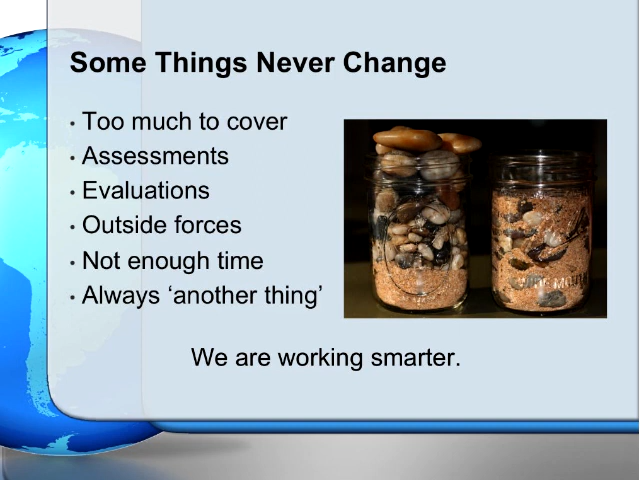 Some Things Never Change
• Too much to cover
• Assessments
• Evaluations
• Outside forces
• Not enough time
• Always ‘another thing’
We are working smarter.